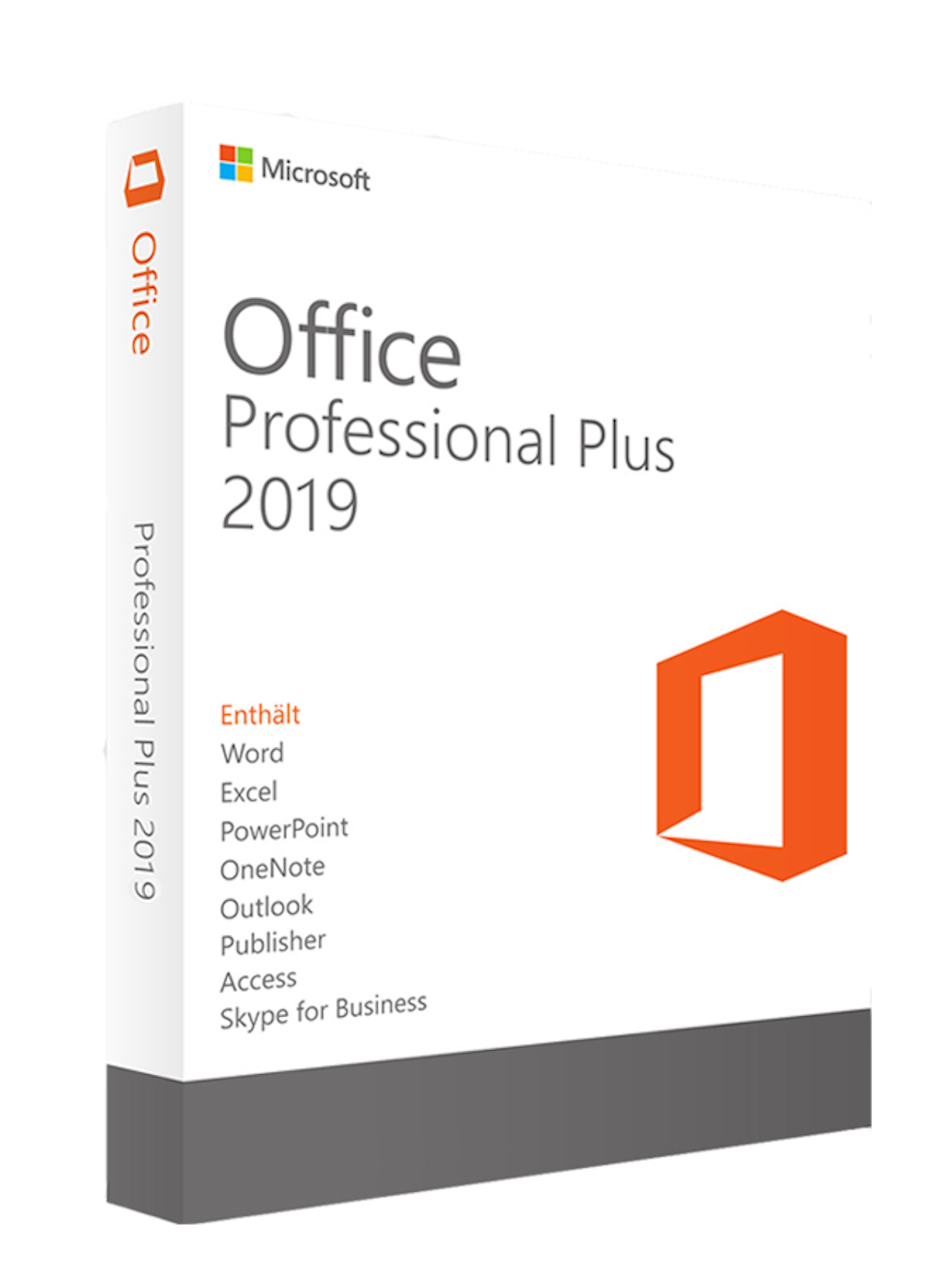 Microsoft
Office
Professional Plus
2019
Enthält
Word
Excel
PowerPoint
OneNote
Outlook
Publisher
Access
Skype for Business
Office
Professional Plus 2019